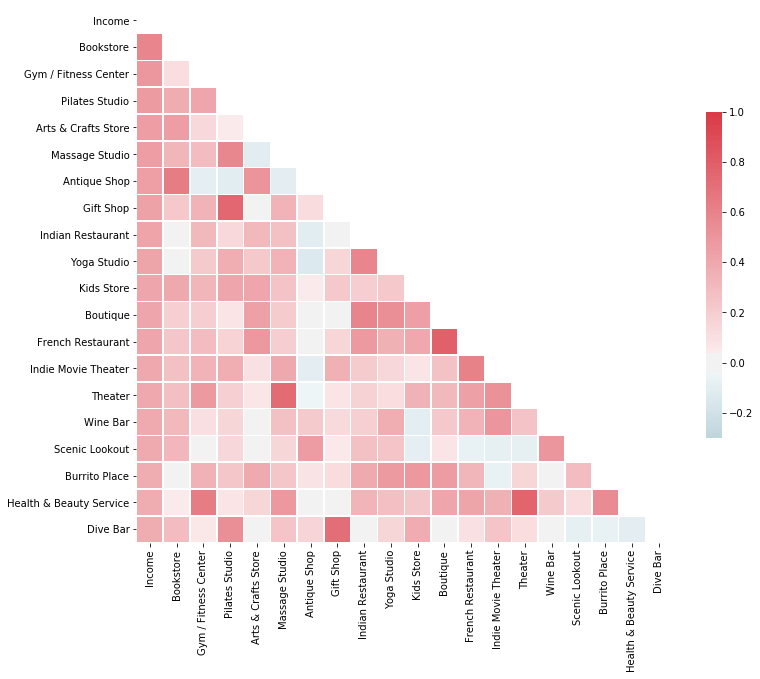 Income
Bookstore
Gym / Fitness Center
Pilates Studio
Arts & Crafts Store
Massage Studio
Antique Shop
Gift Shop
Indian Restaurant
Yoga Studio
Kids Store
Boutique
French Restaurant
Indie Movie Theater
Theater
Wine Bar
Scenic Lookout
Burrito Place
Health & Beauty Service
Dive Bar
Income
Bookstore
Gym / Fitness Center
Pilates Studio
Arts & Crafts Store
Massage Studio
Antique Shop
Gift Shop
Indian Restaurant
Yoga Studio
Kids Store
Boutique
French Restaurant
Indie Movie Theater
Theater
Wine Bar
Scenic Lookout
Burrito Place
Health & Beauty Service
Dive Bar
1.0
0.8
0.6
0.4
0.2
0.0
−0.2